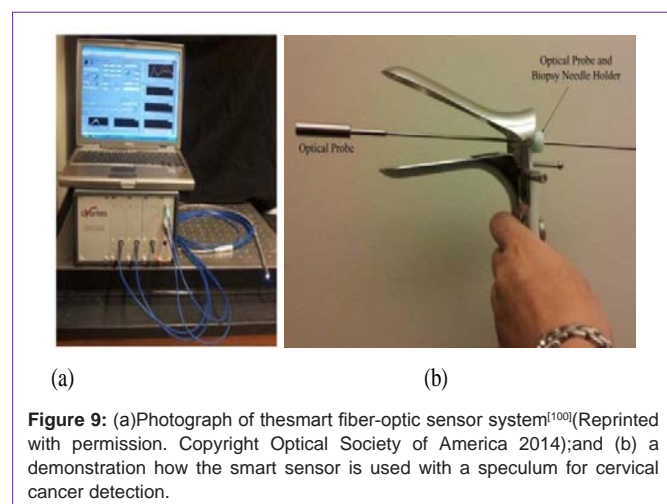 Optical Probe and
Biopsy Needle Holder
Optical Probe
Avantes
(a)
(b)
Figure 9: (a)Photograph of thesmart fiber-optic sensor system[100](Reprinted
with permission. Copyright Optical Society of America 2014);and (b) a
demonstration how the smart sensor is used with a speculum for cervical
cancer detection.